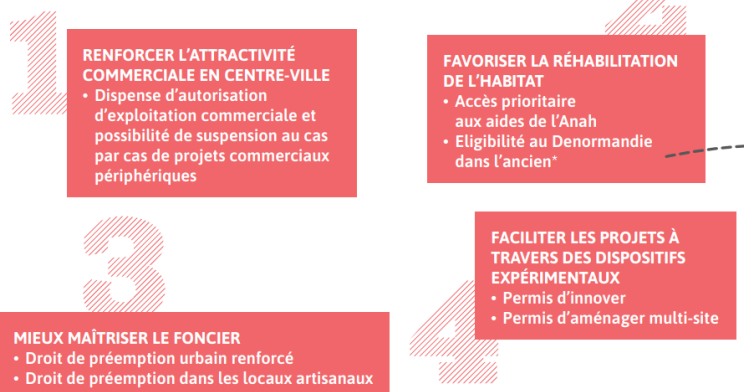 1
RENFORCER L'ATTRACTIVITÉ
COMMERCIALE EN CENTRE-VILLE
• Dispense d'autorisation
d'exploitation commerciale et
possibilité de suspension au cas
par cas de projets commerciaux
périphériques
FAVORISER LA RÉHABILITATION
DE L'HABITAT
• Accès prioritaire
aux aides de l'Anah
• Eligibilité au Denormandie
dans l'ancien*
3
MIEUX MAÎTRISER LE FONCIER
• Droit de préemption urbain renforcé
• Droit de préemption dans les locaux artisanaux
4
FACILITER LES PROJETS À
TRAVERS DES DISPOSITIFS
EXPÉRIMENTAUX
• Permis d'innover
• Permis d'aménager multi-site